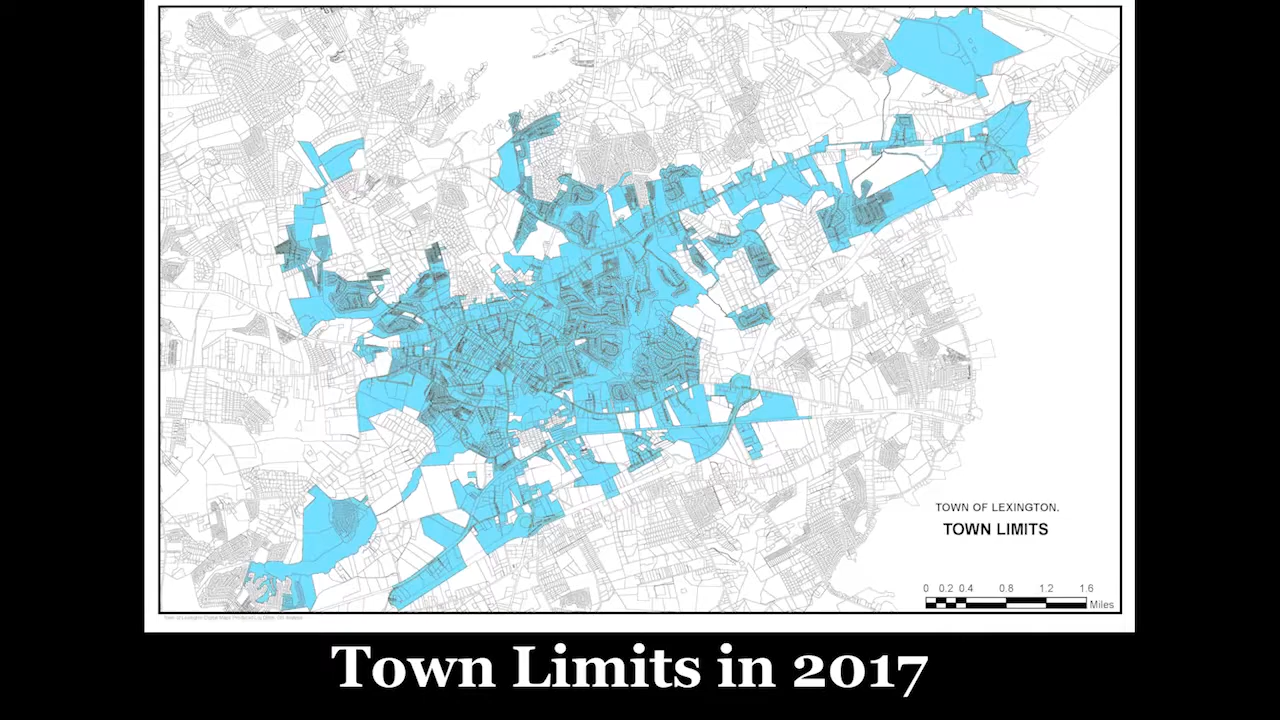 TOWN OF LEXINGTON.
TOWN LIMITS
0 0.2 0.4 0.8 1.2 1.6
Miles
Town Limits in 2017